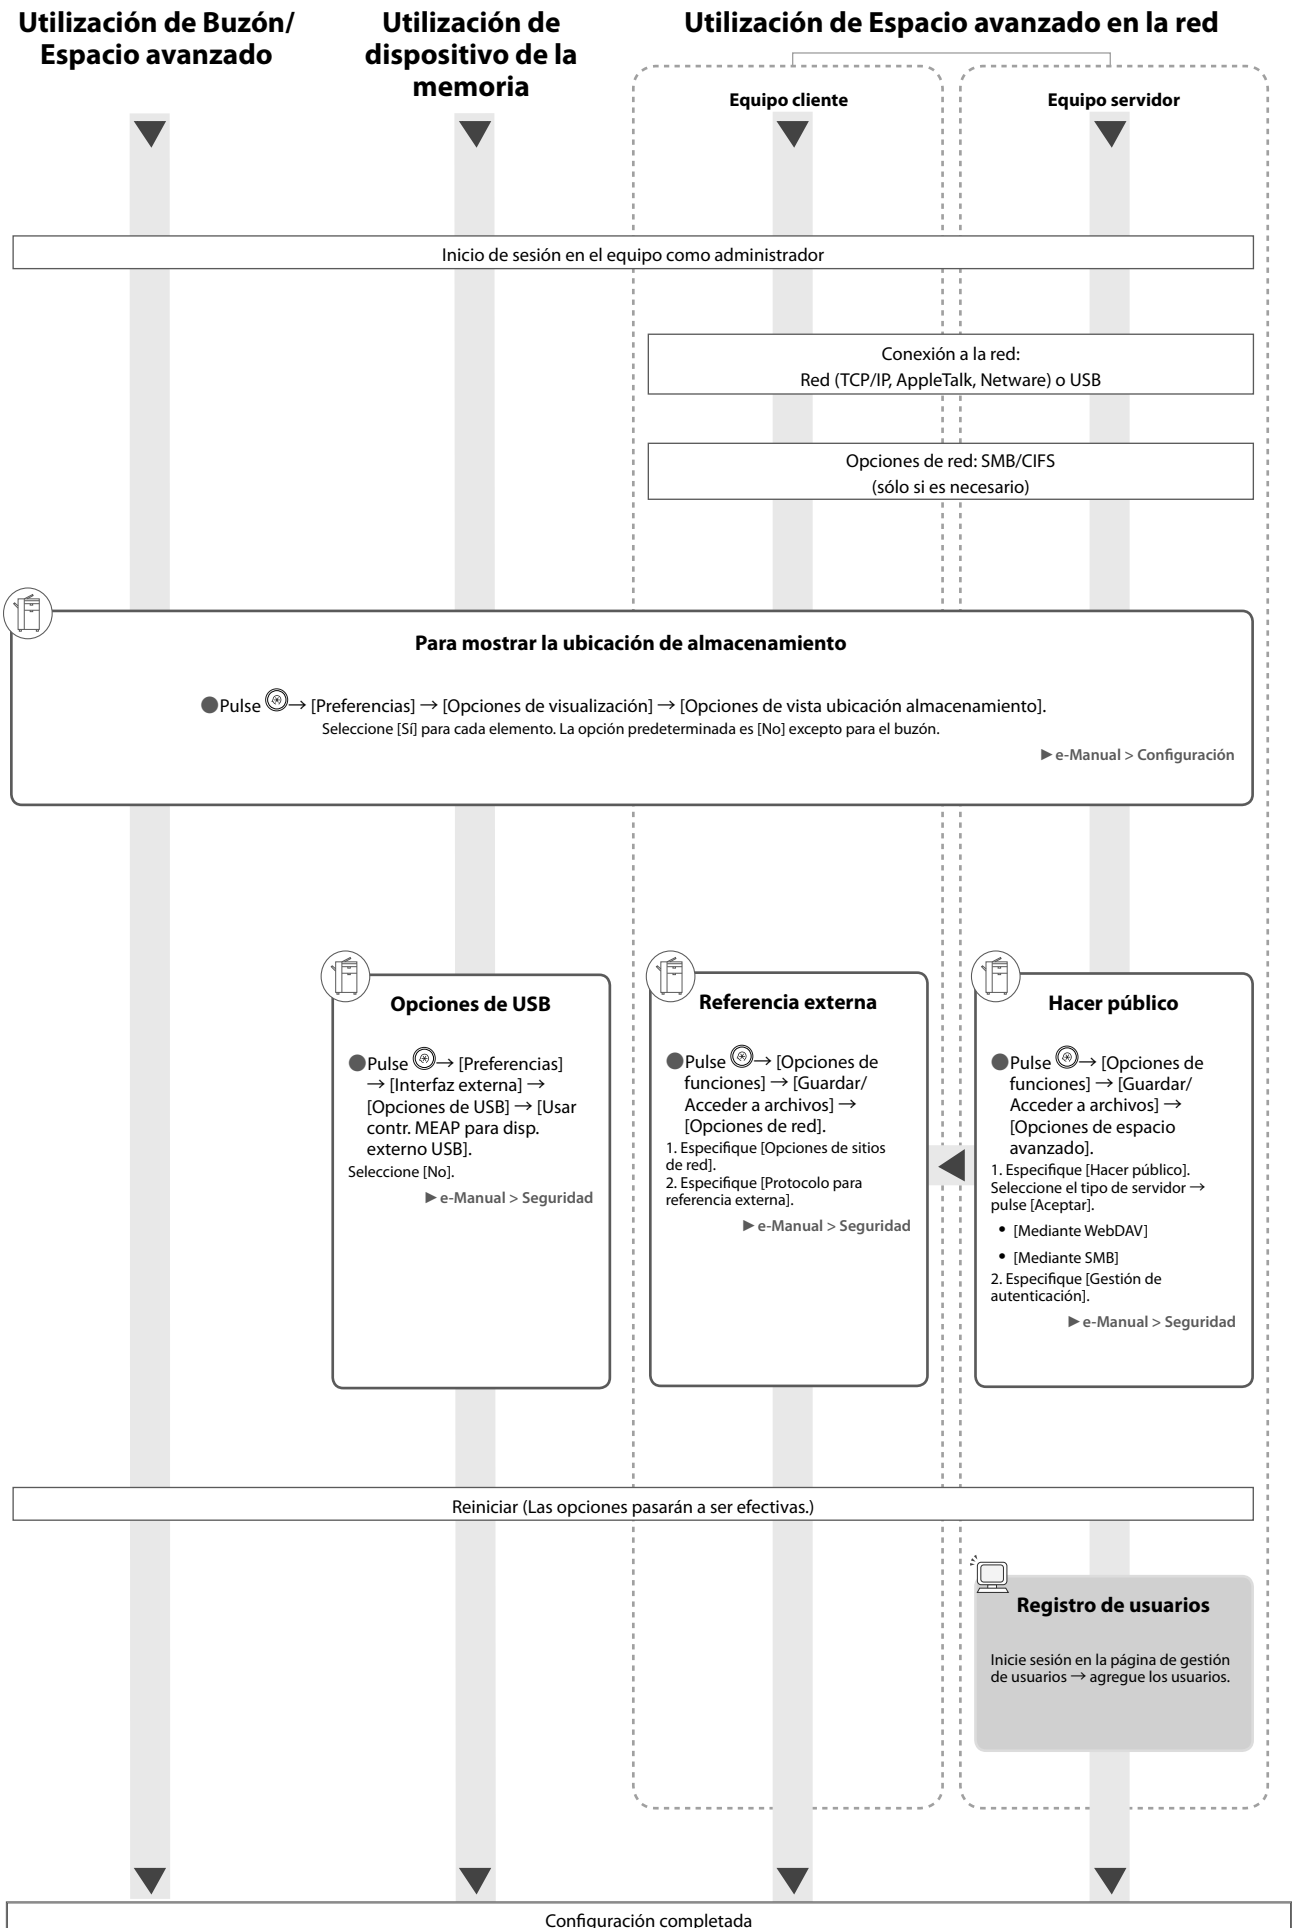 Utilización de Buzón/
Espacio avanzado
Utilización de
dispositivo de la
memoria
Utilización de Espacio avanzado en la red
Equipo cliente
Equipo servidor
Inicio de sesión en el equipo como administrador
Conexión a la red:
Red (TCP/IP, AppleTalk, Netware) o USB
Opciones de red: SMB/CIFS
(sólo si es necesario)
Para mostrar la ubicación de almacenamiento
●Pulse → [Preferencias] → [Opciones de visualización] → [Opciones de vista ubicación almacenamiento].
Seleccione [Sí] para cada elemento. La opción predeterminada es [No] excepto para el buzón.
►e-Manual > Configuración
Opciones de USB
●Pulse → [Preferencias]
→ [Interfaz externa] →
[Opciones de USB] → [Usar
contr. MEAP para disp.
externo USB].
Seleccione [No].
►e-Manual > Seguridad
Referencia externa
●Pulse → [Opciones de
funciones] → [Guardar/
Acceder a archivos] →
[Opciones de red].
1. Especifique [Opciones de sitios
de red].
2. Especifique [Protocolo para
referencia externa].
►e-Manual > Seguridad
Hacer público
●Pulse → [Opciones de
funciones] → [Guardar/
Acceder a archivos] →
[Opciones de espacio
avanzado].
1. Especifique [Hacer público].
Seleccione el tipo de servidor →
pulse [Aceptar].
• [Mediante WebDAV]
• [Mediante SMB]
2. Especifique [Gestión de
autenticación].
►e-Manual > Seguridad
Reiniciar (Las opciones pasarán a ser efectivas.)
Registro de usuarios
Inicie sesión en la página de gestión
de usuarios → agregue los usuarios.
Configuración completada